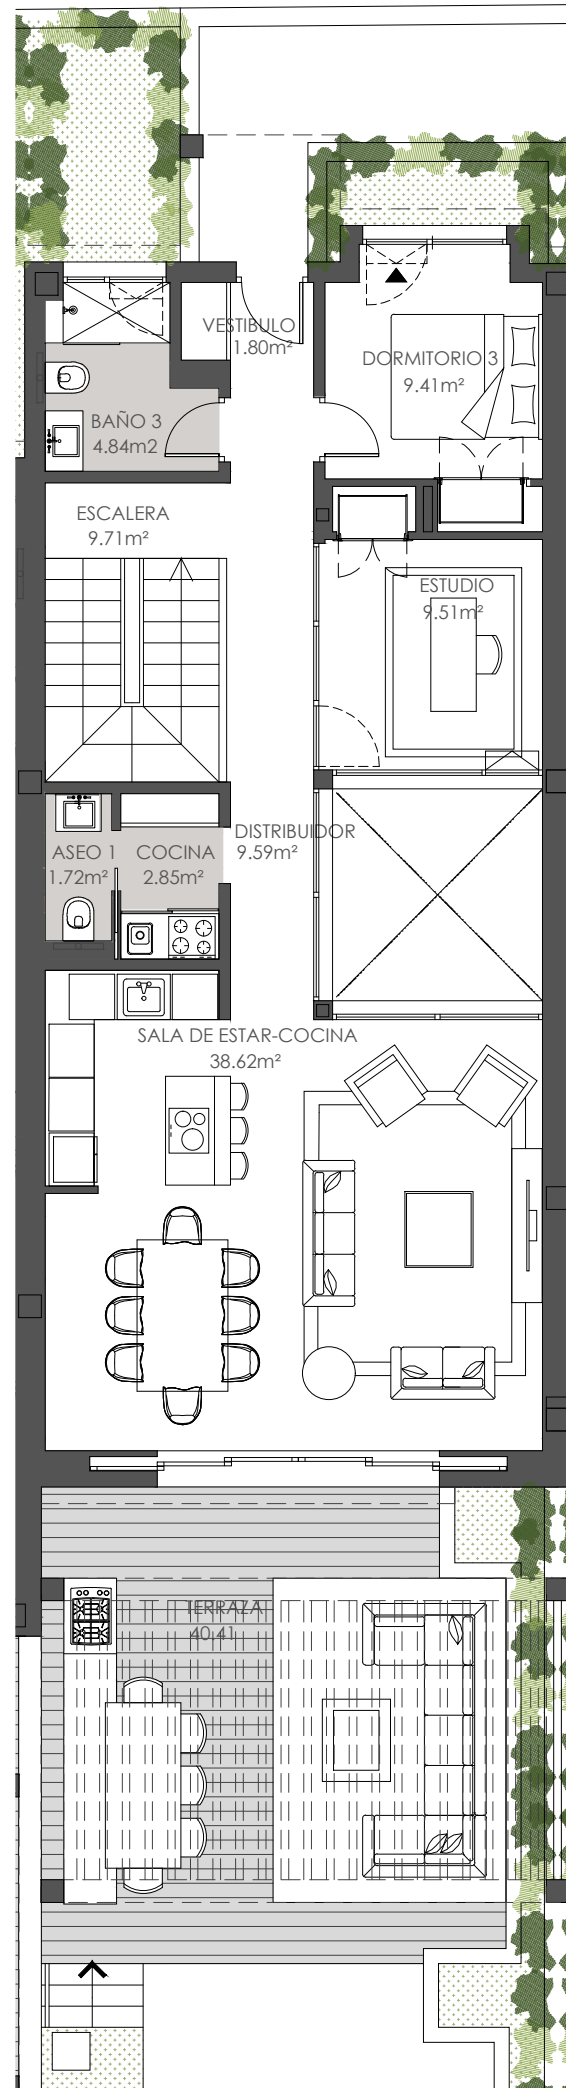 VESTIBULO
1.80m²
DORMITORIO 3
9.41m²
BAÑO 3
4.84m2
ESCALERA
9.71m²
ESTUDIO
9.51m²
DISTRIBUIDOR
9.59m²
ASEO 1
1.72m²
COCINA
2.85m²
SALA DE ESTAR-COCINA
38.62m²
TERRAZA
40.41